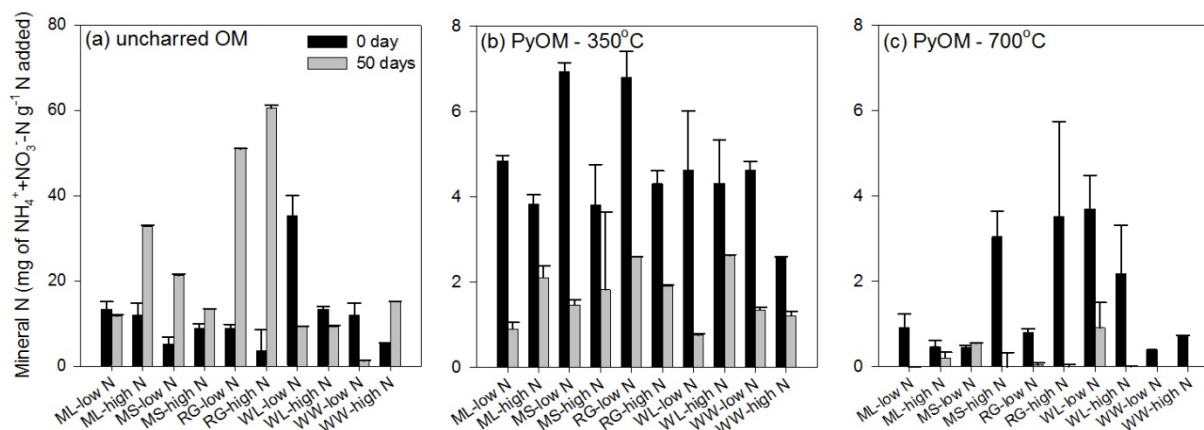 Mineral N (mg of NH₄⁺+NO₃⁻-N g⁻¹ N added)
80
60
40
20
0
(a) uncharred OM
0 day
50 days
ML-low N
ML-high N
MS-low N
MS-high N
RG-low N
RG-high N
WL-low N
WL-high N
WW-low N
WW-high N
8
6
4
2
0
(b) PyOM - 350°C
ML-low N
ML-high N
MS-low N
MS-high N
RG-low N
RG-high N
WL-low N
WL-high N
WW-low N
WW-high N
8
6
4
2
0
(c) PyOM - 700°C
ML-low N
ML-high N
MS-low N
MS-high N
RG-low N
RG-high N
WL-low N
WL-high N
WW-low N
WW-high N